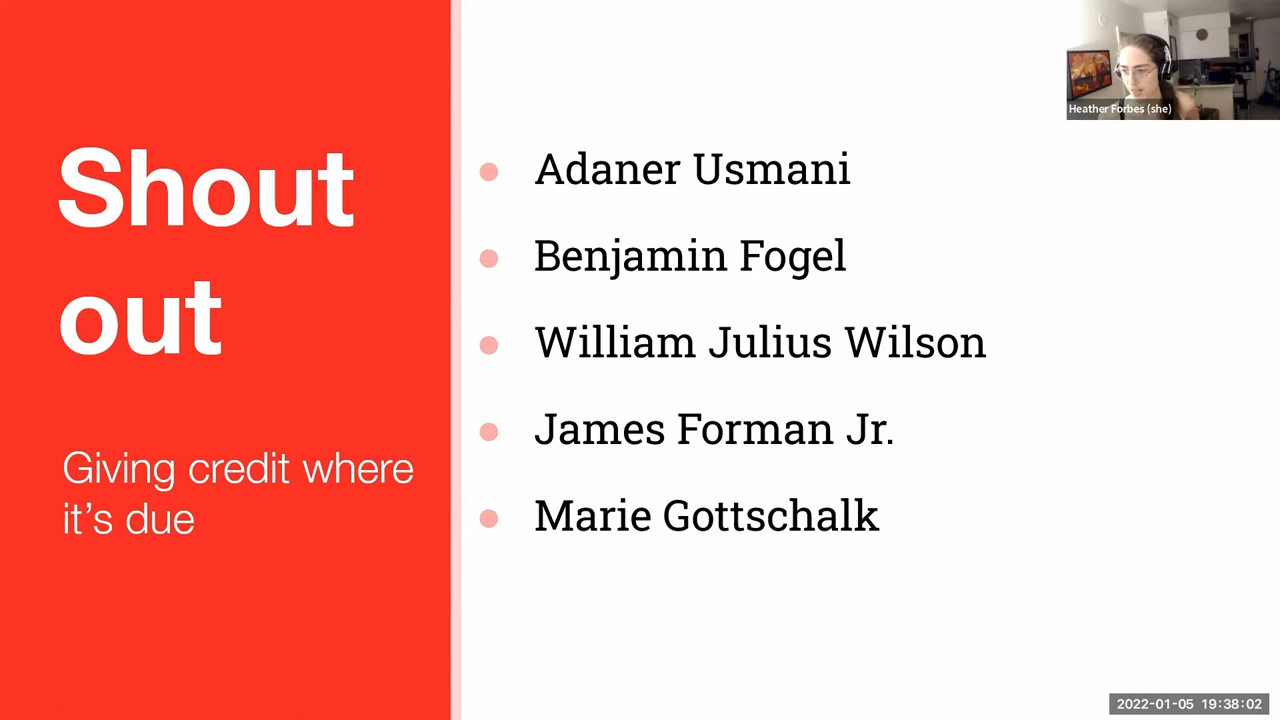 Shout
out
Giving credit where
it's due
Adaner Usmani
Benjamin Fogel
William Julius Wilson
James Forman Jr.
Marie Gottschalk
Heather Forbes (she)
2022-01-05 19:38:02